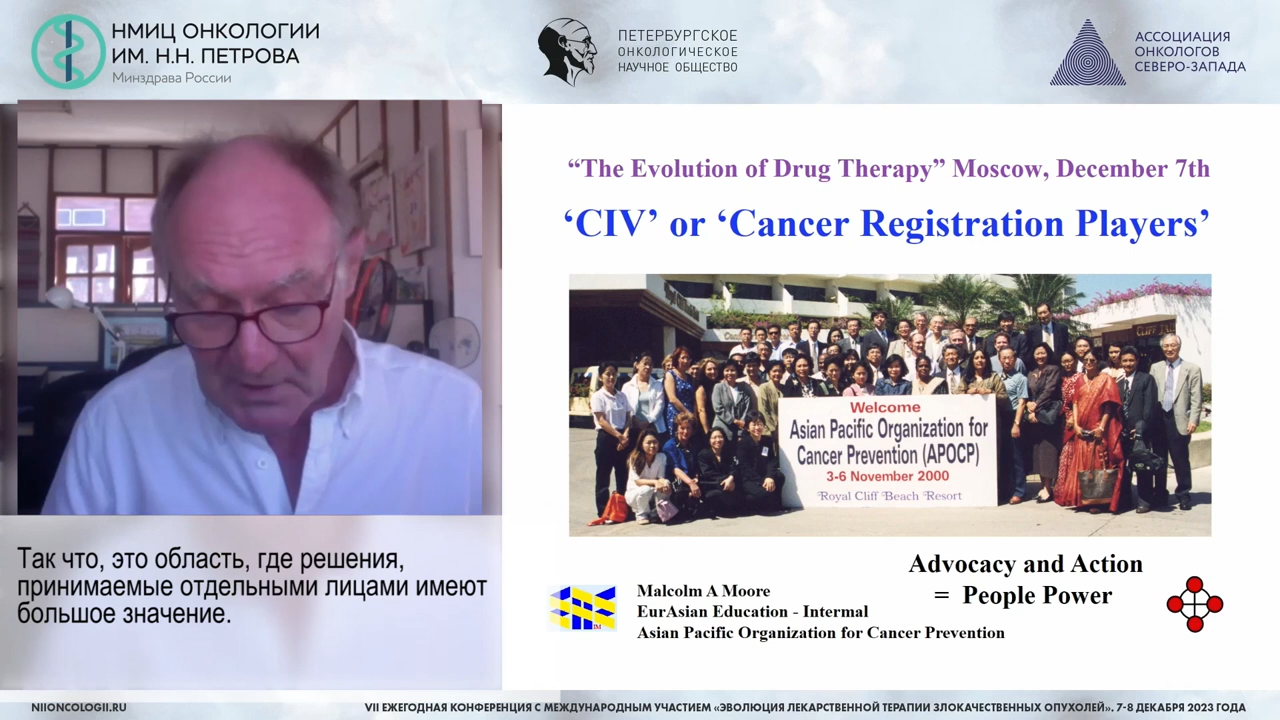 НМИЦ ОНКОЛОГИИ
ИМ. Н.Н. ПЕТРОВА
Минздрава России
ПЕТЕРБУРГСКОЕ
ОНКОЛОГИЧЕСКОЕ
НАУЧНОЕ ОБЩЕСТВО
АССОЦИАЦИЯ
ОНКОЛОГОВ
СЕВЕРО-ЗАПАДА
“The Evolution of Drug Therapy” Moscow, December 7th
‘CIV’ or ‘Cancer Registration Players’
Welcome
Asian Pacific Organization for
Cancer Prevention (APOCP)
3-6 November 2000
Royal Cliff Beach Resort
Так что, это область, где решения,
принимаемые отдельными лицами имеют
большое значение.
Advocacy and Action
= People Power
IM
Malcolm A Moore
EurAsian Education - Intermal
Asian Pacific Organization for Cancer Prevention
NIIONCOLOGII.RU
VII ЕЖЕГОДНАЯ КОНФЕРЕНЦИЯ С МЕЖДУНАРОДНЫМ УЧАСТИЕМ «ЭВОЛЮЦИЯ ЛЕКАРСТВЕННОЙ ТЕРАПИИ ЗЛОКАЧЕСТВЕННЫХ ОПУХОЛЕЙ». 7-8 ДЕКАБРЯ 2023 ГОДА